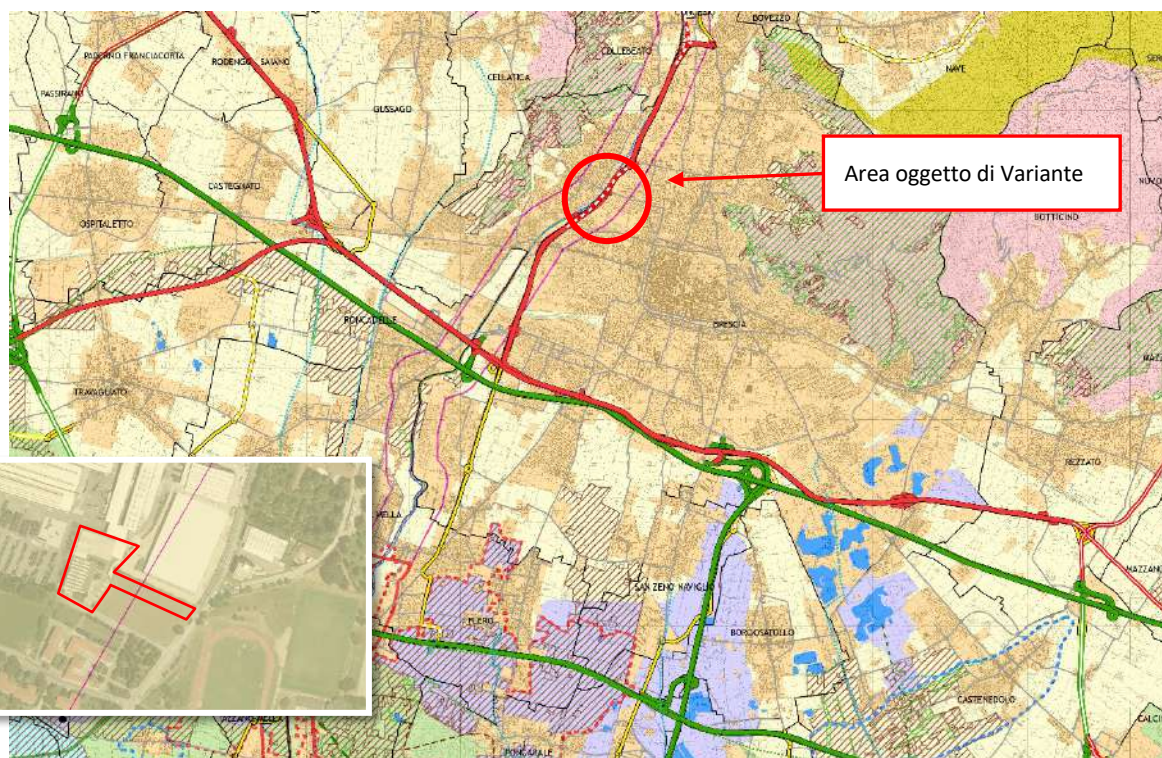 BOVEZZO
COLLEBEATO
PADERNO FRANCIACORTA
RODENGO SAIANO
NAVE
CELLATICA
PASSIRANO
GUSSAGO
Area oggetto di Variante
CASTEGNATO
BOTTICINO
OSPITALETTO
RONCADELLE
BRESCIA
TRAVAGLIATO
REZZATO
MELLA
MAZZANO
SAN ZENO NAVIGLIO
FLERO
BORGOSATOLLO
CASTENEDOLO
PONCARALE